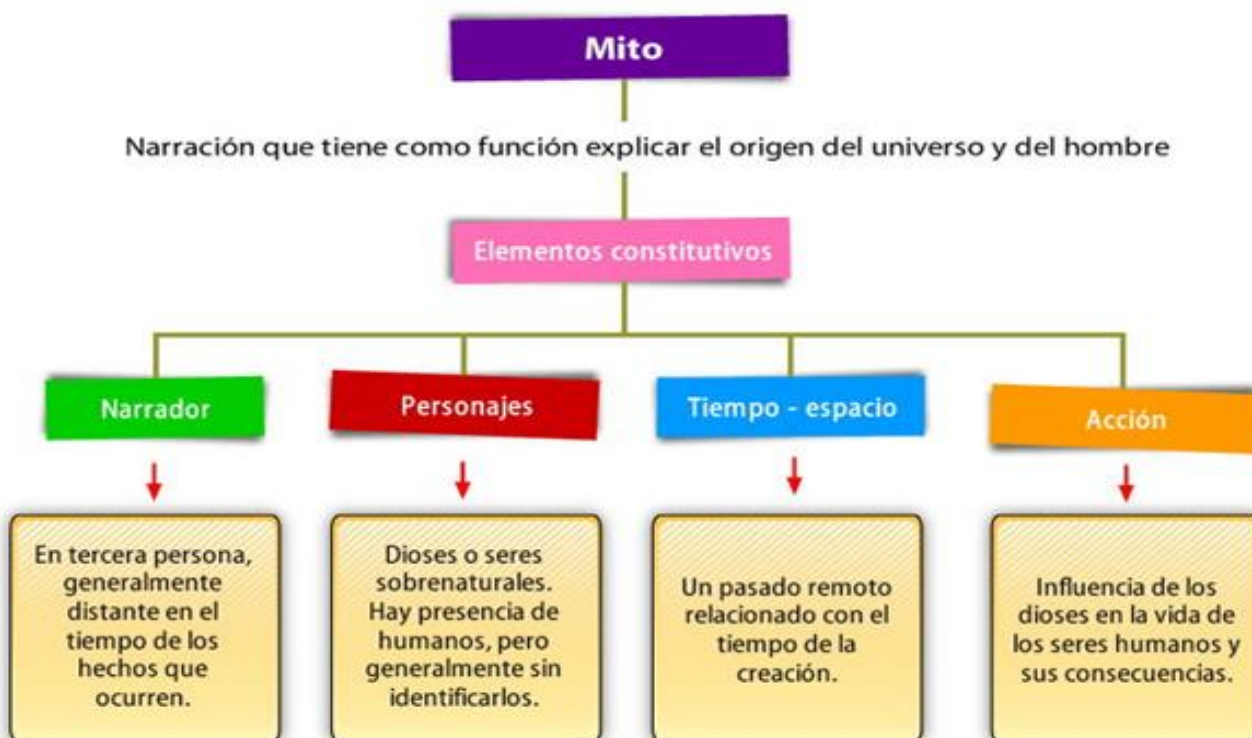 Mito
Narración que tiene como función explicar el origen del universo y del hombre
Elementos constitutivos
Narrador
Personajes
Tiempo - espacio
Acción
En tercera persona,
generalmente
distante en el
tiempo de los
hechos que
ocurren.
Dioses o seres
sobrenaturales.
Hay presencia de
humanos, pero
generalmente sin
identificarlos.
Un pasado remoto
relacionado con el
tiempo de la
creación.
Influencia de los
dioses en la vida de
los seres humanos y
sus consecuencias.